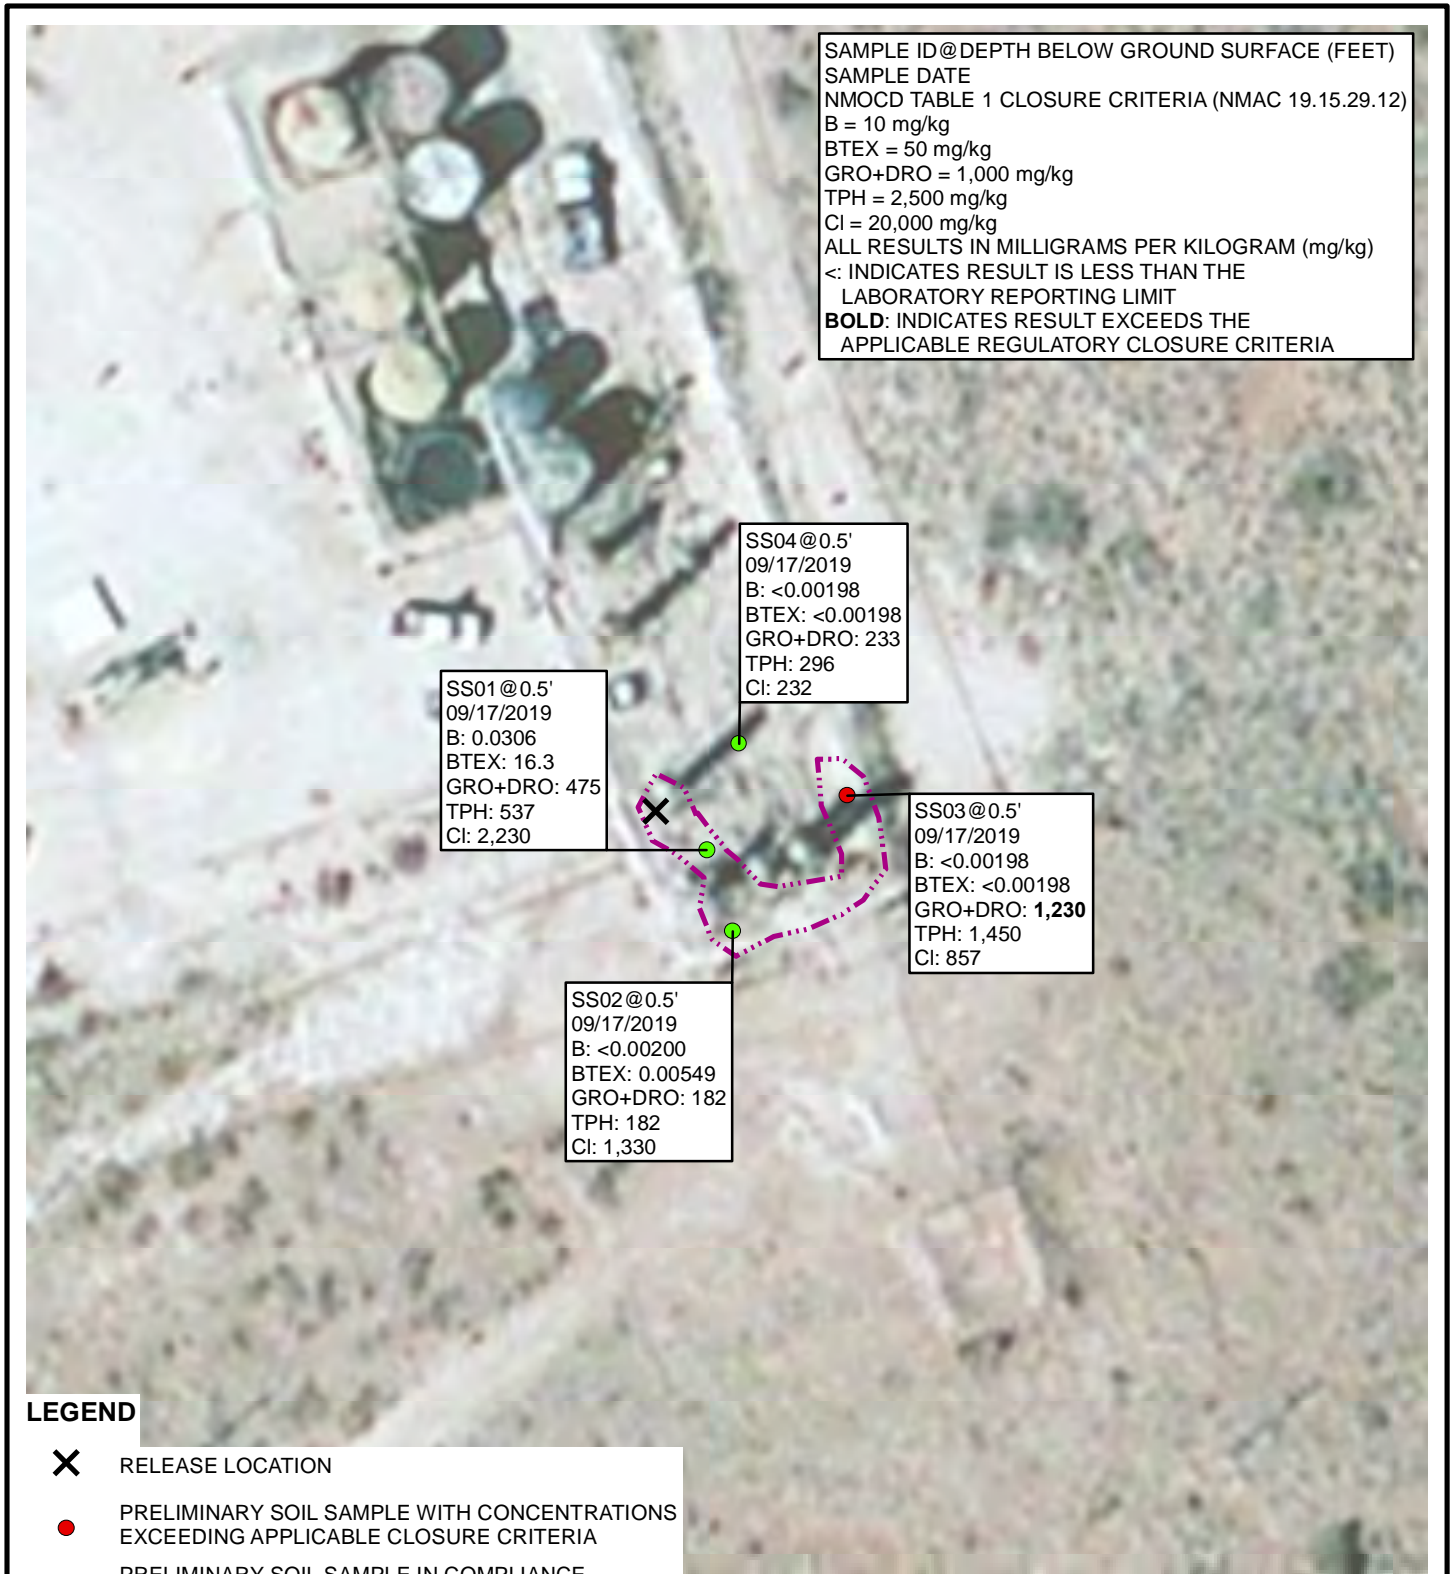 SAMPLE ID@DEPTH BELOW GROUND SURFACE (FEET)
SAMPLE DATE
NMOCD TABLE 1 CLOSURE CRITERIA (NMAC 19.15.29.12)
B = 10 mg/kg
BTEX = 50 mg/kg
GRO+DRO = 1,000 mg/kg
TPH = 2,500 mg/kg
Cl = 20,000 mg/kg
ALL RESULTS IN MILLIGRAMS PER KILOGRAM (mg/kg)
<: INDICATES RESULT IS LESS THAN THE
LABORATORY REPORTING LIMIT
BOLD: INDICATES RESULT EXCEEDS THE
APPLICABLE REGULATORY CLOSURE CRITERIA
SS04@0.5'
09/17/2019
B: <0.00198
BTEX: <0.00198
GRO+DRO: 233
TPH: 296
Cl: 232
SS01@0.5'
09/17/2019
B: 0.0306
BTEX: 16.3
GRO+DRO: 475
TPH: 537
Cl: 2,230
SS03@0.5'
09/17/2019
B: <0.00198
BTEX: <0.00198
GRO+DRO: 1,230
TPH: 1,450
Cl: 857
SS02@0.5'
09/17/2019
B: <0.00200
BTEX: 0.00549
GRO+DRO: 182
TPH: 182
Cl: 1,330
LEGEND
RELEASE LOCATION
PRELIMINARY SOIL SAMPLE WITH CONCENTRATIONS
EXCEEDING APPLICABLE CLOSURE CRITERIA
PRELIMINARY SOIL SAMPLE IN COMPLIANCE